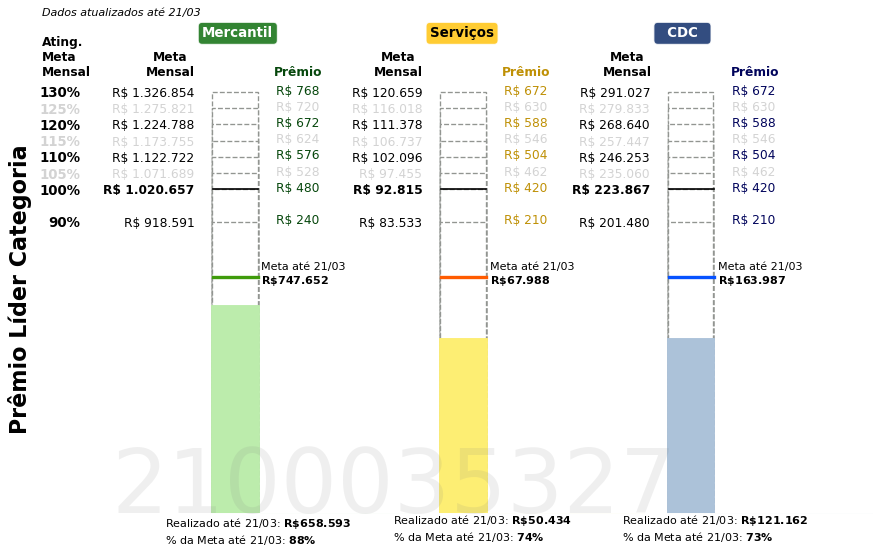 Dados atualizados até 21/03
Mercantil Serviços CDC
Ating. Meta Mensal
Meta Mensal Prêmio Meta Mensal Prêmio Meta Mensal Prêmio
130% R$ 1.326.854 R$ 768 R$ 120.659 R$ 672 R$ 291.027 R$ 672
125% R$ 1.275.821 R$ 720 R$ 116.018 R$ 630 R$ 279.833 R$ 630
120% R$ 1.224.788 R$ 672 R$ 111.378 R$ 588 R$ 268.640 R$ 588
115% R$ 1.173.755 R$ 624 R$ 106.737 R$ 546 R$ 257.447 R$ 546
110% R$ 1.122.722 R$ 576 R$ 102.096 R$ 504 R$ 246.253 R$ 504
105% R$ 1.071.689 R$ 528 R$ 97.455 R$ 462 R$ 235.060 R$ 462
100% R$ 1.020.657 R$ 480 R$ 92.815 R$ 420 R$ 223.867 R$ 420
90% R$ 918.591 R$ 240 R$ 83.533 R$ 210 R$ 201.480 R$ 210
Prêmio Líder Categoria
Meta até 21/03 Meta até 21/03 Meta até 21/03
R$747.652 R$67.988 R$163.987
2100035327
Realizado até 21/03: R$658.593 Realizado até 21/03: R$50.434 Realizado até 21/03: R$121.162
% da Meta até 21/03: 88% % da Meta até 21/03: 74% % da Meta até 21/03: 73%